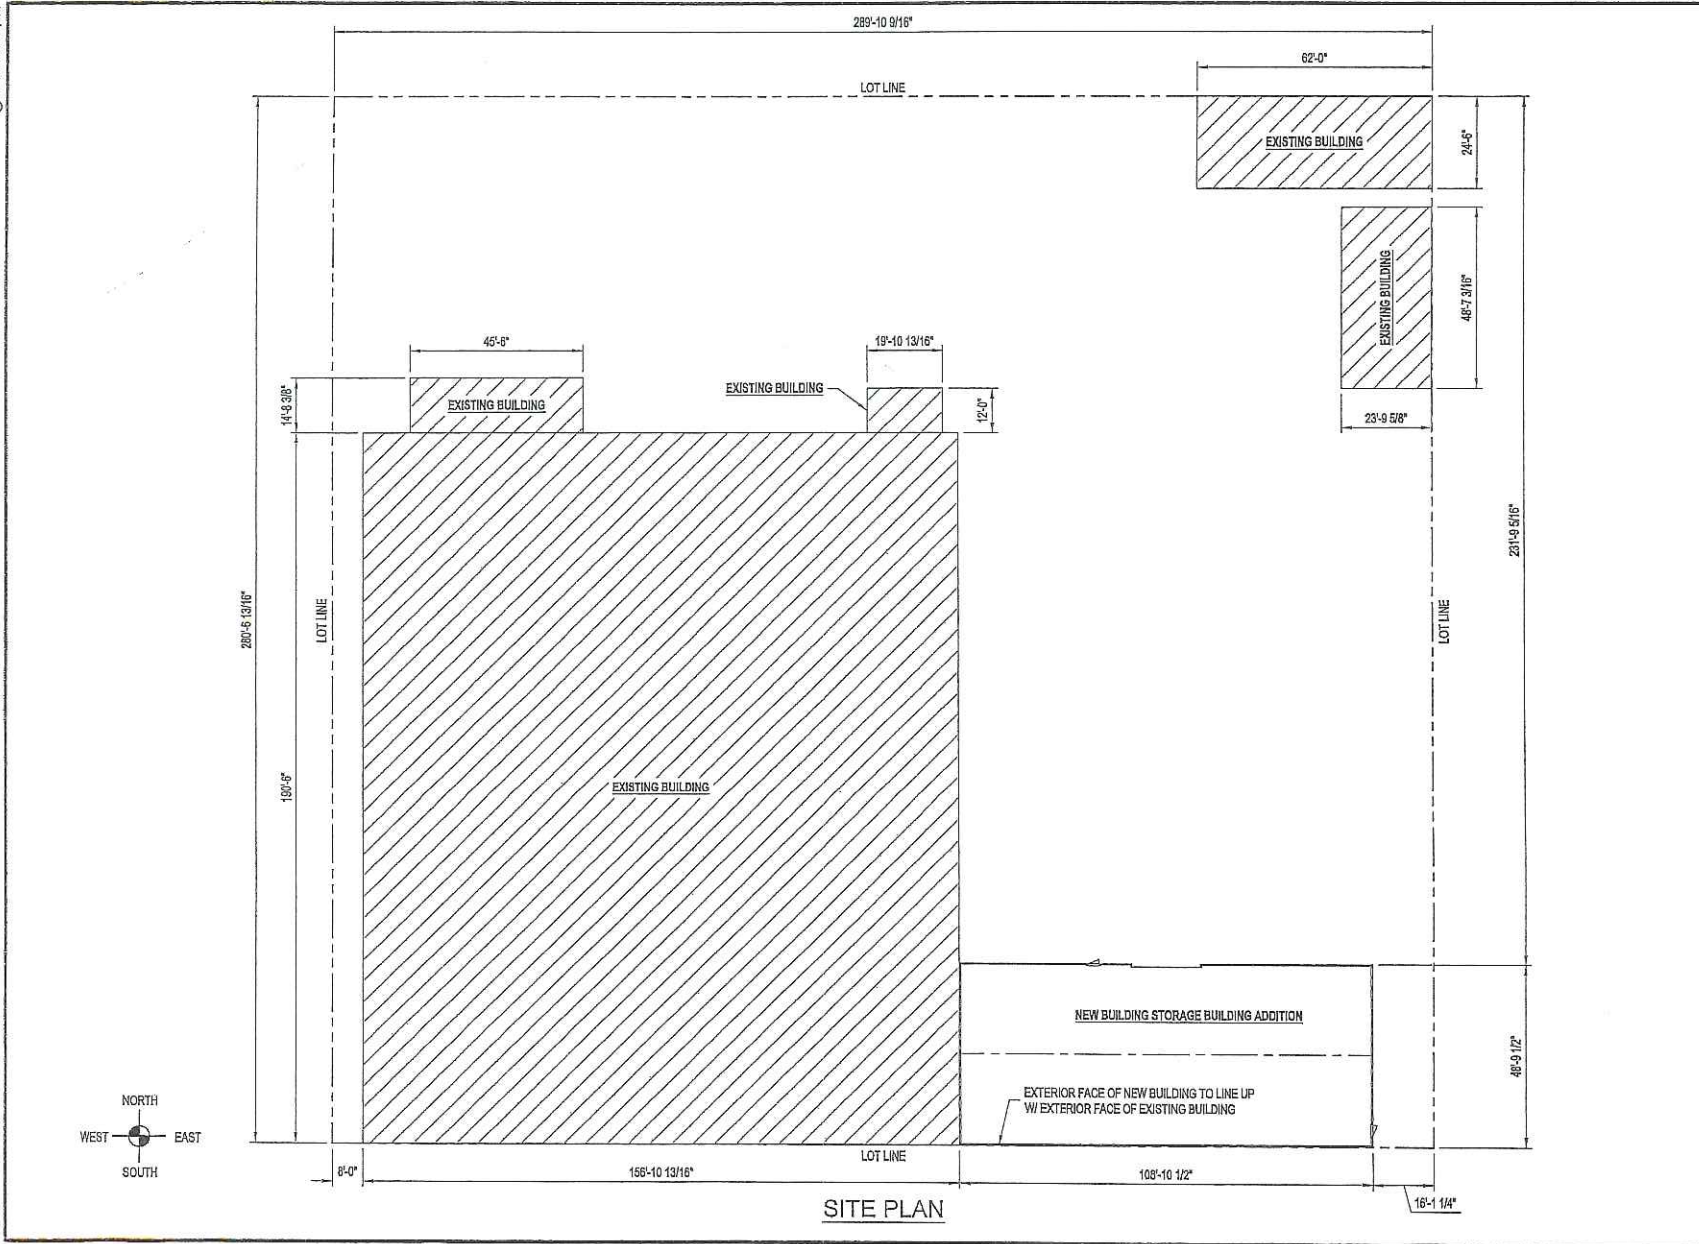 289'-10 9/16"
62'-0"
LOT LINE
EXISTING BUILDING
24'-6"
EXISTING BUILDING
48'-7 3/16"
23'-9 5/8"
45'-6"
19'-10 13/16"
14'-8 3/8"
EXISTING BUILDING
EXISTING BUILDING
12'-0"
280'-6 13/16"
LOT LINE
231'-9 5/16"
LOT LINE
190'-6"
EXISTING BUILDING
NEW BUILDING STORAGE BUILDING ADDITION
48'-9 1/2"
EXTERIOR FACE OF NEW BUILDING TO LINE UP
W/ EXTERIOR FACE OF EXISTING BUILDING
NORTH
WEST EAST
SOUTH
LOT LINE
8'-0"
156'-10 13/16"
108'-10 1/2"
16'-1 1/4"
SITE PLAN